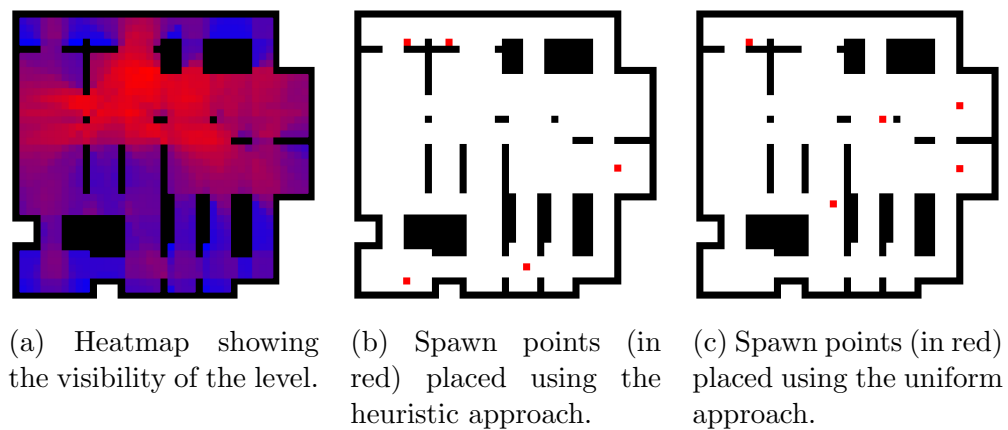 (a) Heatmap showing
the visibility of the level.
(b) Spawn points (in
red) placed using the
heuristic approach.
(c) Spawn points (in red)
placed using the uniform
approach.